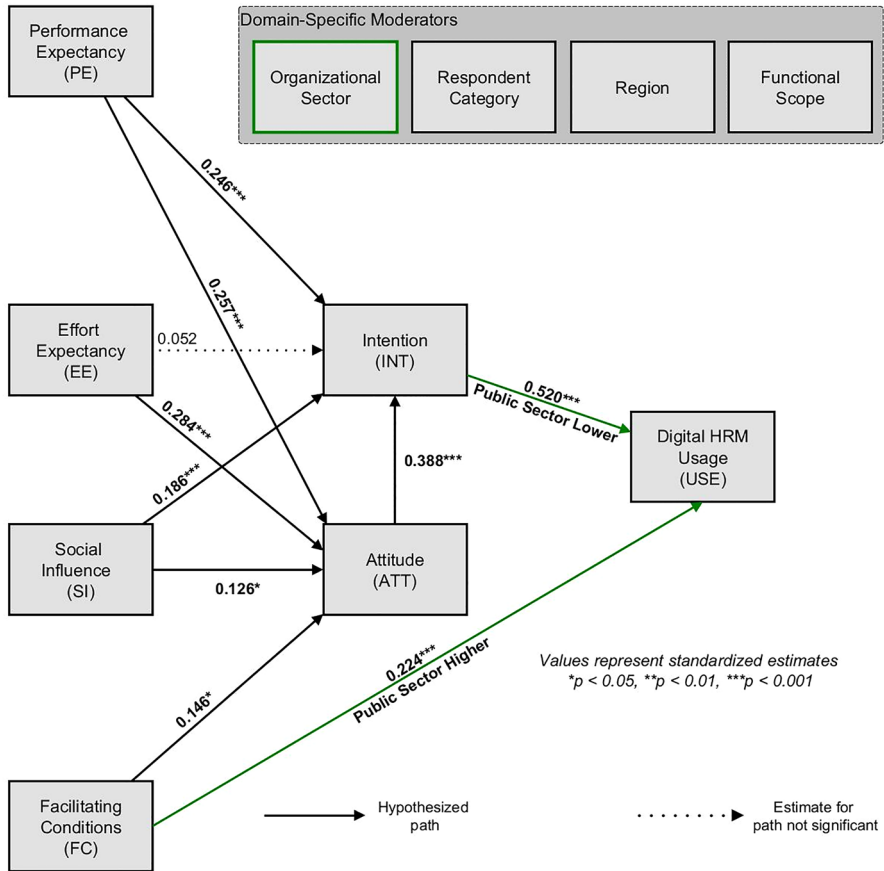 Performance
Expectancy
(PE)
Domain-Specific Moderators
Organizational
Sector
Respondent
Category
Region
Functional
Scope
0.246***
0.257***
Effort
Expectancy
(EE)
0.052
Intention
(INT)
0.284***
0.186***
0.388***
0.520***
Public Sector Lower
Digital HRM
Usage
(USE)
Social
Influence
(SI)
0.126*
Attitude
(ATT)
0.224***
Public Sector Higher
Values represent standardized estimates
*p < 0.05, **p < 0.01, ***p < 0.001
0.146*
Facilitating
Conditions
(FC)
Hypothesized
path
Estimate for
path not significant